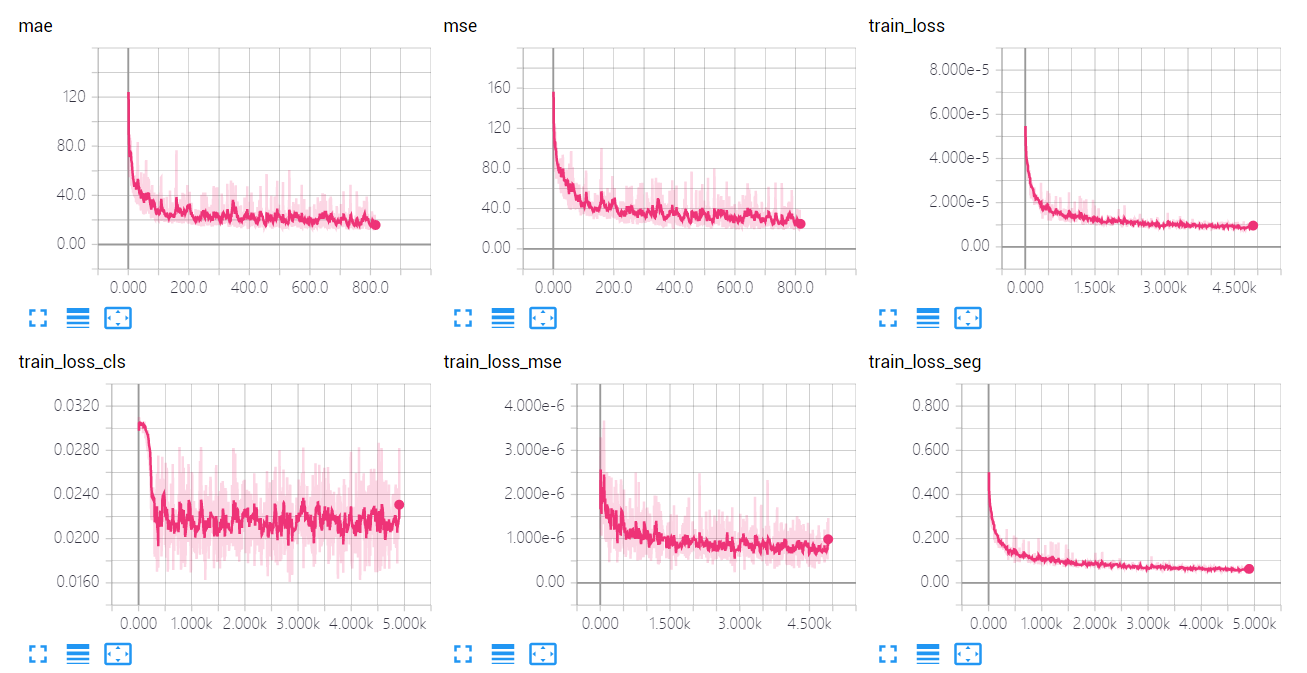 mae
120
80.0
40.0
0.00
0.000 200.0 400.0 600.0 800.0
mse
160
120
80.0
40.0
0.00
0.000 200.0 400.0 600.0 800.0
train_loss
8.000e-5
6.000e-5
4.000e-5
2.000e-5
0.00
0.000 1.500k 3.000k 4.500k
train_loss_cls
0.0320
0.0280
0.0240
0.0200
0.0160
0.000 1.000k 2.000k 3.000k 4.000k 5.000k
train_loss_mse
4.000e-6
3.000e-6
2.000e-6
1.000e-6
0.00
0.000 1.500k 3.000k 4.500k
train_loss_seg
0.800
0.600
0.400
0.200
0.00
0.000 1.000k 2.000k 3.000k 4.000k 5.000k